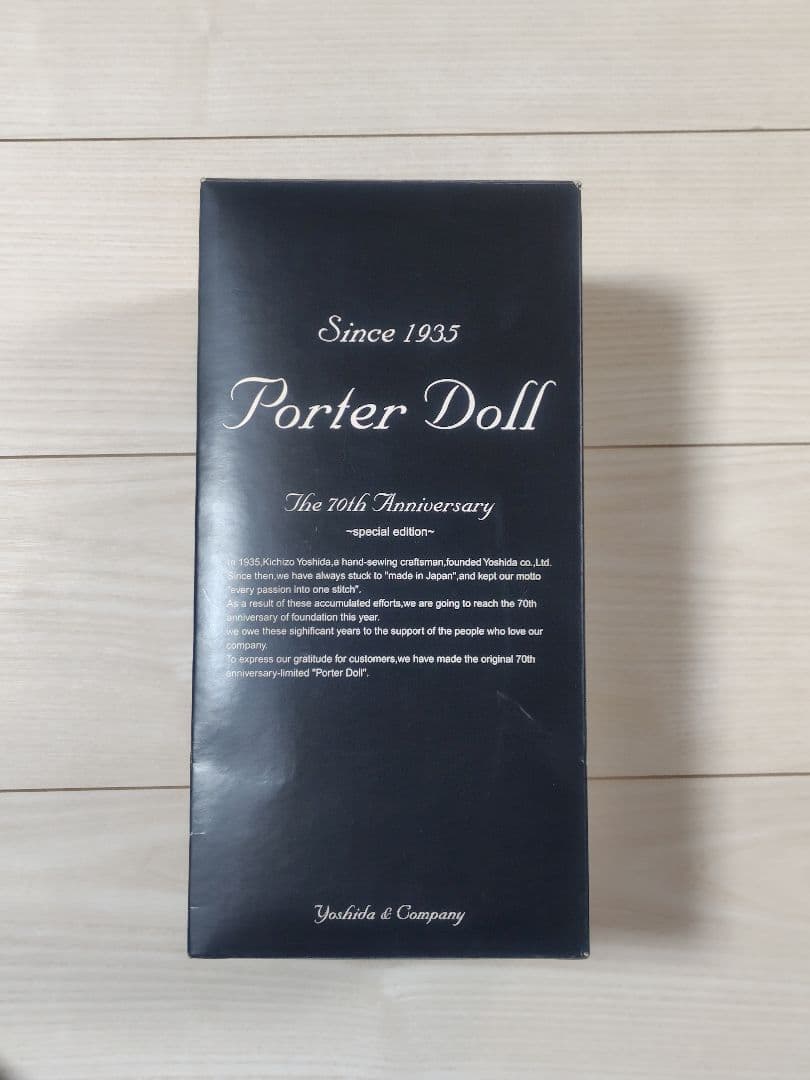 Since 1935
Porter Doll
The 70th Anniversary
~special edition~
In 1935,Kichizo Yoshida,a hand-sewing craftsman,founded Yoshida co.,Ltd.
Since then,we have always stuck to "made in Japan",and kept our motto
"every passion into one stitch".
As a result of these accumulated efforts,we are going to reach the 70th
anniversary of foundation this year.
we owe these sighificant years to the support of the people who love our
company.
To express our gratitude for customers,we have made the original 70th
anniversary-limited "Porter Doll".
Yoshida & Company